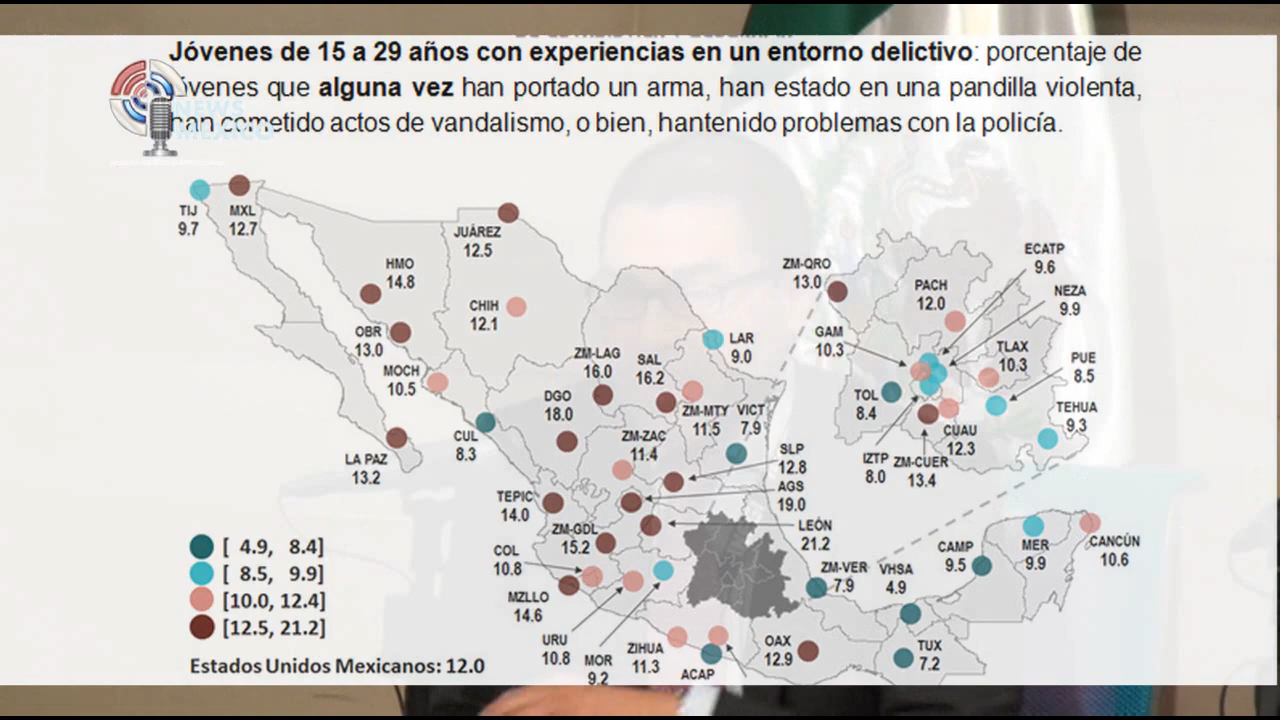 Jóvenes de 15 a 29 años con experiencias en un entorno delictivo: porcentaje de
jóvenes que alguna vez han portado un arma, han estado en una pandilla violenta,
han cometido actos de vandalismo, o bien, hantenido problemas con la policía.
NEWS
MÉXICO
TIJ
9.7
MXL
12.7
JUÁREZ
12.5
HMO
14.8
CHIH
12.1
OBR
13.0
MOCH
10.5
LAR
9.0
ZM-LAG
16.0
SAL
16.2
DGO
18.0
ZM-MTY
11.5
VICT
7.9
CUL
8.3
ZM-ZAC
11.4
LA PAZ
13.2
SLP
12.8
AGS
19.0
TEPIC
14.0
LEÓN
21.2
ZM-GDL
15.2
COL
10.8
MZLLO
14.6
URU
10.8
MOR
9.2
ZIHUA
11.3
ACAP
OAX
12.9
ZM-VER
7.9
VHSA
4.9
TUX
7.2
CAMP
9.5
MER
9.9
CANCÚN
10.6
ZM-QRO
13.0
PACH
12.0
ECATP
9.6
NEZA
9.9
GAM
10.3
TLAX
10.3
PUE
8.5
TOL
8.4
TEHUA
9.3
CUAU
12.3
IZTP
8.0
ZM-CUER
13.4
[ 4.9, 8.4]
[ 8.5, 9.9]
[10.0, 12.4]
[12.5, 21.2]
Estados Unidos Mexicanos: 12.0